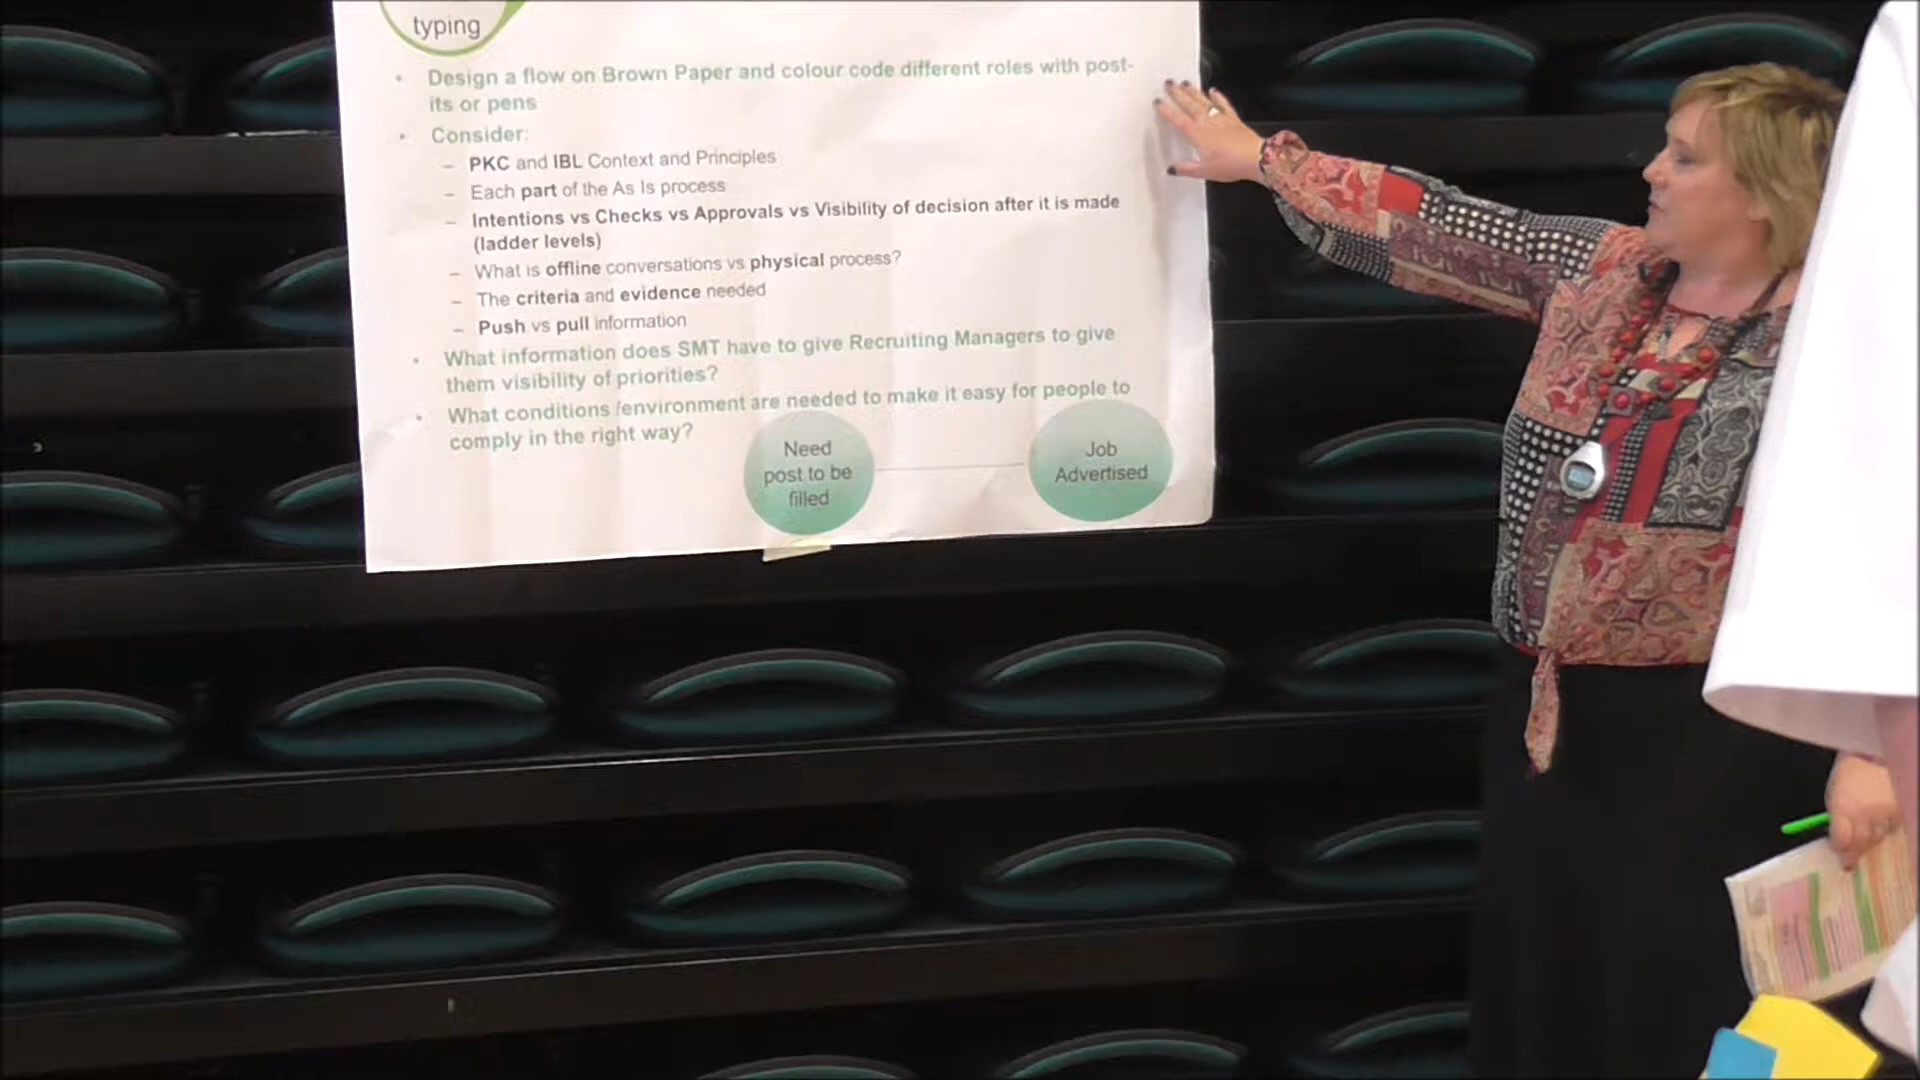 typing
Design a flow on Brown Paper and colour code different roles with post-
its or pens
Consider:
PKC and IBL Context and Principles
Each part of the As Is process
Intentions vs Checks vs Approvals vs Visibility of decision after it is made
(ladder levels)
What is offline conversations vs physical process?
The criteria and evidence needed
Push vs pull information
What information does SMT have to give Recruiting Managers to give
them visibility of priorities?
What conditions /environment are needed to make it easy for people to
comply in the right way?
Need
post to be
filled
Job
Advertised